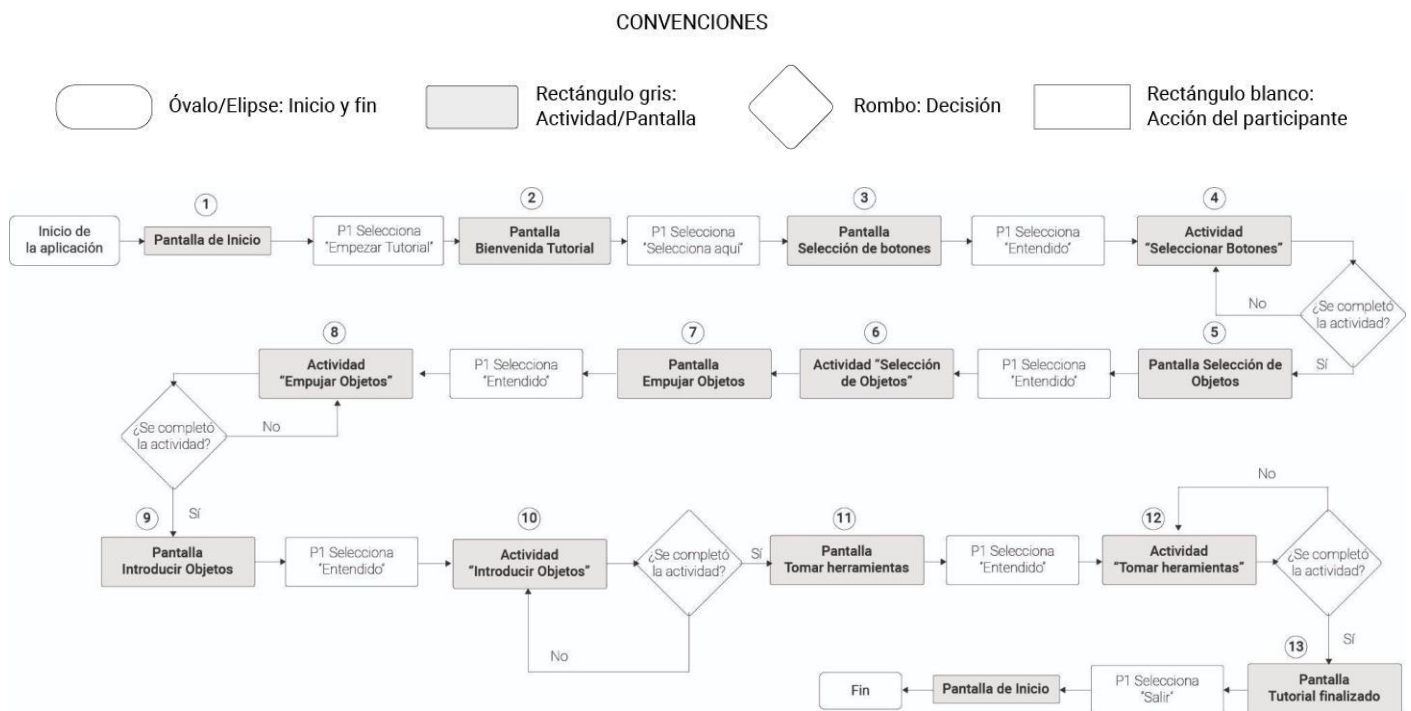 CONVENCIONES
Óvalo/Elipse: Inicio y fin
Rectángulo gris:
Actividad/Pantalla
Rombo: Decisión
Rectángulo blanco:
Acción del participante
1
2
3
4
Inicio de
la aplicación
Pantalla de Inicio
P1 Selecciona
"Empezar Tutorial"
Pantalla
Bienvenida Tutorial
P1 Selecciona
"Selecciona aquí"
Pantalla
Selección de botones
P1 Selecciona
"Entendido"
Actividad
"Seleccionar Botones"
No
¿Se completó
la actividad?
Sí
5
Pantalla Selección de
Objetos
P1 Selecciona
"Entendido"
6
Actividad "Selección
de Objetos"
7
Pantalla
Empujar Objetos
P1 Selecciona
"Entendido"
8
Actividad
"Empujar Objetos"
¿Se completó
la actividad?
No
Sí
9
Pantalla
Introducir Objetos
P1 Selecciona
"Entendido"
10
Actividad
"Introducir Objetos"
¿Se completó
la actividad?
No
Sí
11
Pantalla
Tomar herramientas
P1 Selecciona
"Entendido"
12
Actividad
"Tomar heramientas"
No
¿Se completó
la actividad?
Sí
13
Pantalla
Tutorial finalizado
P1 Selecciona
"Salir"
Pantalla de Inicio
Fin